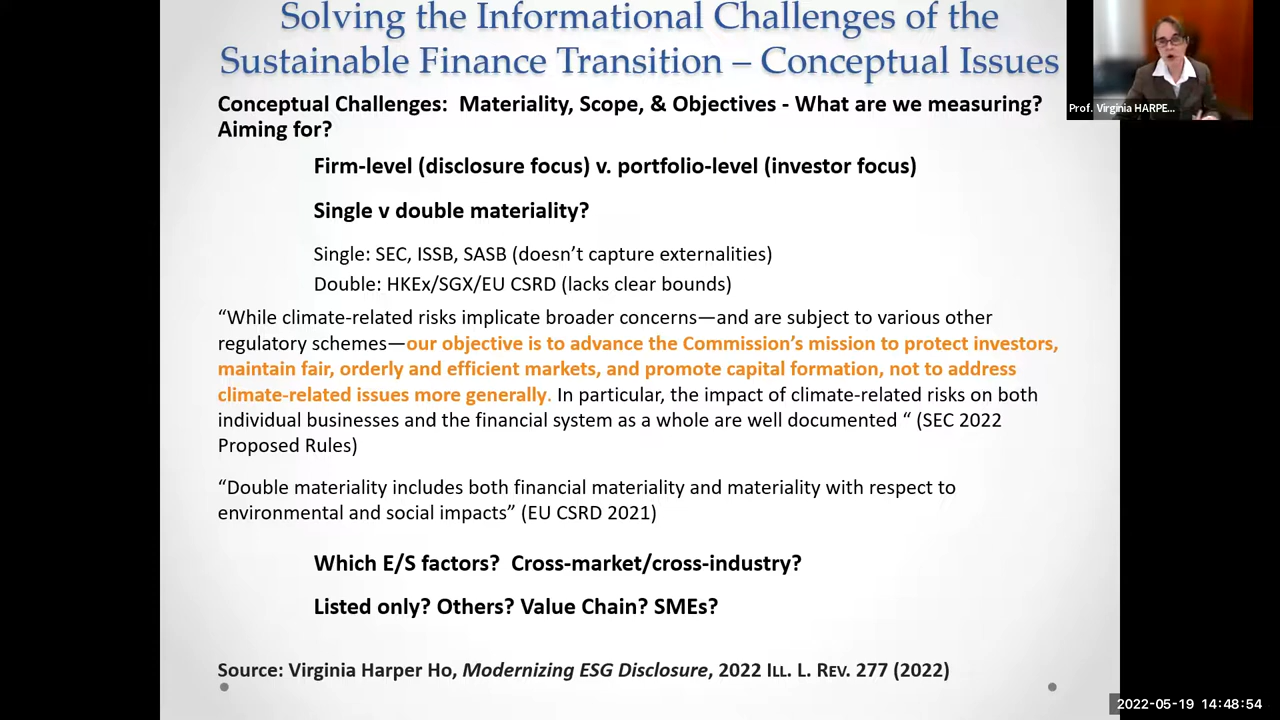 Solving the Informational Challenges of the
Sustainable Finance Transition – Conceptual Issues
Conceptual Challenges:  Materiality, Scope, & Objectives - What are we measuring?
Aiming for?
Firm-level (disclosure focus) v. portfolio-level (investor focus)
Single v double materiality?
Single: SEC, ISSB, SASB (doesn’t capture externalities)
Double: HKEx/SGX/EU CSRD (lacks clear bounds)
“While climate-related risks implicate broader concerns—and are subject to various other
regulatory schemes—our objective is to advance the Commission’s mission to protect investors,
maintain fair, orderly and efficient markets, and promote capital formation, not to address
climate-related issues more generally. In particular, the impact of climate-related risks on both
individual businesses and the financial system as a whole are well documented “ (SEC 2022
Proposed Rules)
“Double materiality includes both financial materiality and materiality with respect to
environmental and social impacts” (EU CSRD 2021)
Which E/S factors?  Cross-market/cross-industry?
Listed only? Others? Value Chain? SMEs?
Source: Virginia Harper Ho, Modernizing ESG Disclosure, 2022 ILL. L. REV. 277 (2022)
Prof. Virginia HARPE...
2022-05-19 14:48:54